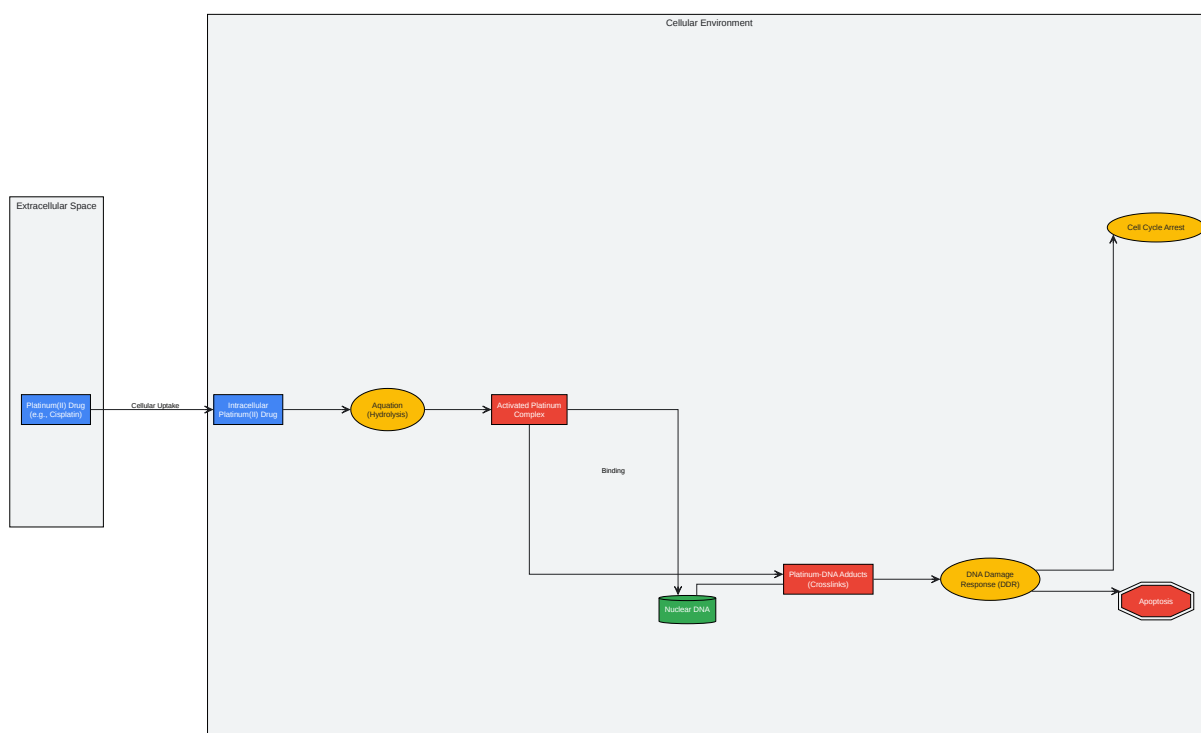 Cellular Environment
Extracellular Space
Cell Cycle Arrest
Platinum(II) Drug
(e.g., Cisplatin)
Cellular Uptake
Intracellular
Platinum(II) Drug
Aquation
(Hydrolysis)
Activated Platinum
Complex
Binding
Platinum-DNA Adducts
(Crosslinks)
DNA Damage
Response (DDR)
Nuclear DNA
Apoptosis